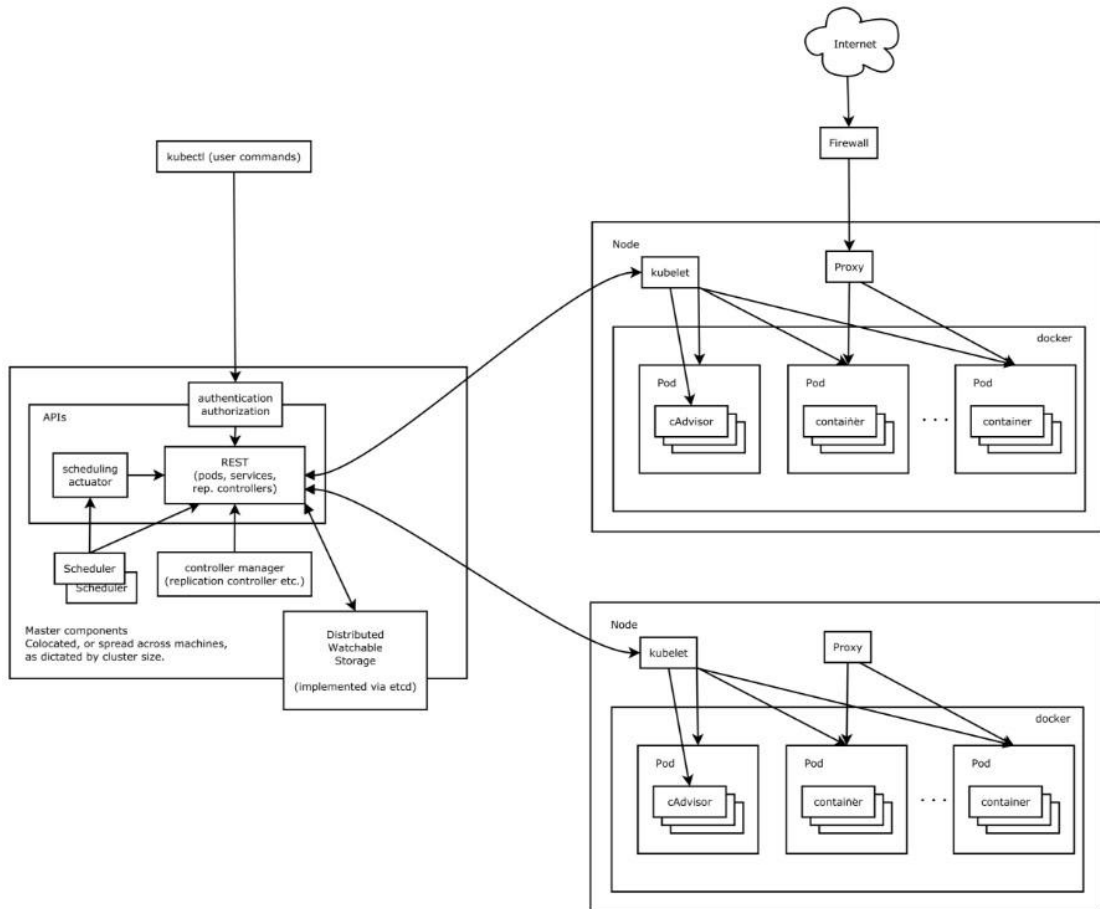 Internet
Firewall
kubectl (user commands)
Node
kubelet
Proxy
docker
Pod
Pod
Pod
cAdvisor
container
. . .
container
authentication
authorization
APIs
REST
(pods, services,
rep. controllers)
scheduling
actuator
Scheduler
Scheduler
controller manager
(replication controller etc.)
Master components
Colocated, or spread across machines,
as dictated by cluster size.
Distributed
Watchable
Storage
(implemented via etcd)
Node
kubelet
Proxy
docker
Pod
Pod
Pod
cAdvisor
container
. . .
container